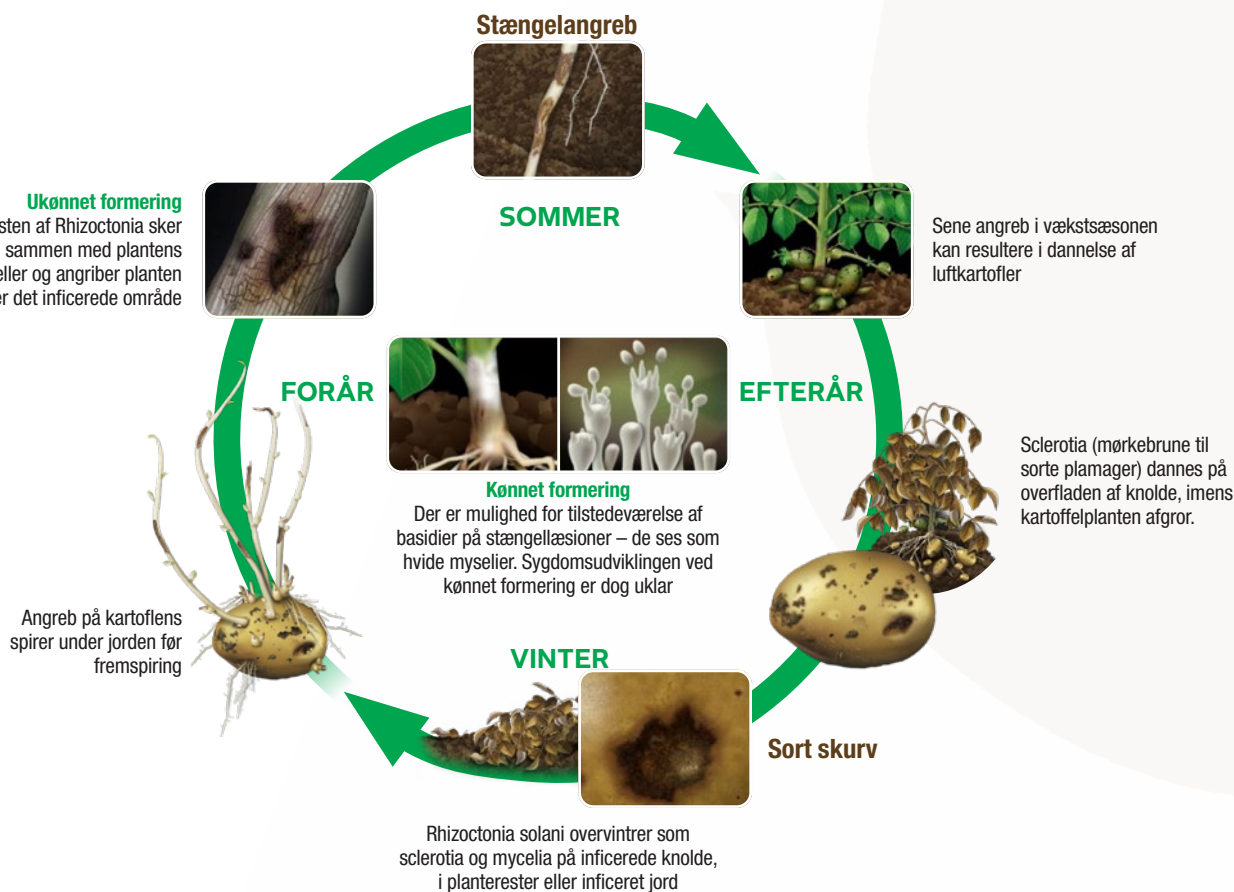 Stængelangreb
SOMMER
Ukønnet formering
sten af Rhizoctonia sker
sammen med plantens
eller og angriber planten
er det inficerede område
Sene angreb i vækstsæsonen
kan resultere i dannelse af
luftkartofler
FORÅR
EFTERÅR
Kønnet formering
Der er mulighed for tilstedeværelse af
basidier på stængellæsioner – de ses som
hvide myselier. Sygdomsudviklingen ved
kønnet formering er dog uklar
Sclerotia (mørkebrune til
sorte plamager) dannes på
overfladen af knolde, imens
kartoffelplanten afgror.
Angreb på kartoflens
spirer under jorden før
fremspiring
VINTER
Sort skurv
Rhizoctonia solani overvintrer som
sclerotia og mycelia på inficerede knolde,
i planterester eller inficeret jord